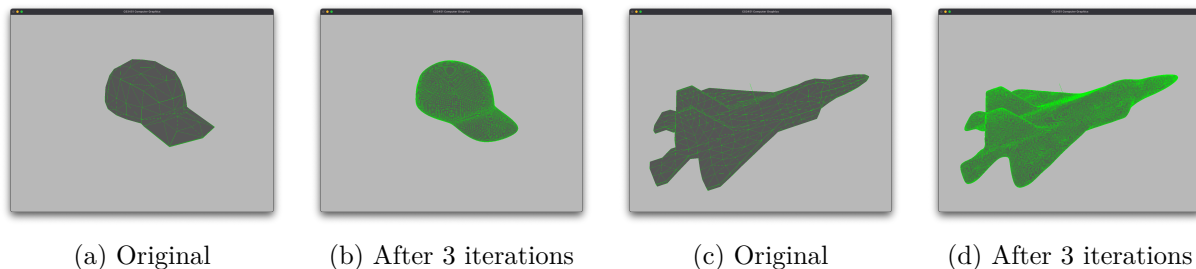 (a) Original
(b) After 3 iterations
(c) Original
(d) After 3 iterations